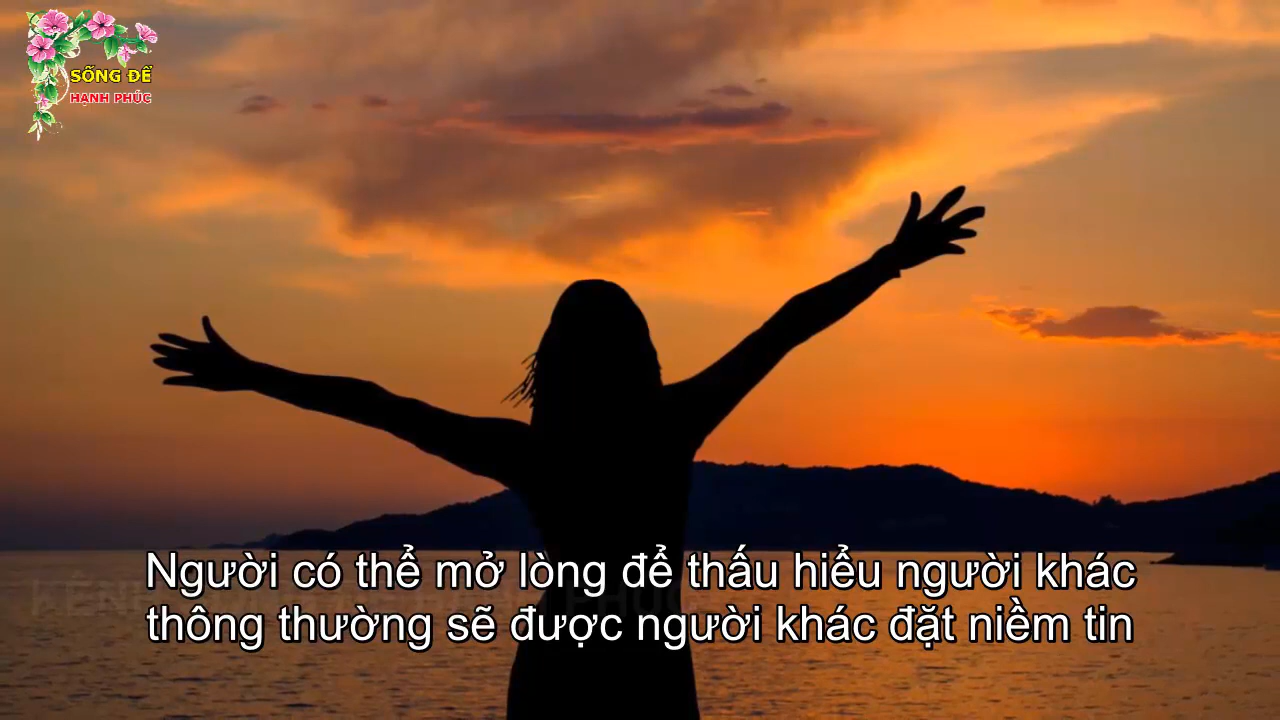 SỐNG ĐỂ
HẠNH PHÚC
Người có thể mở lòng để thấu hiểu người khác
thông thường sẽ được người khác đặt niềm tin